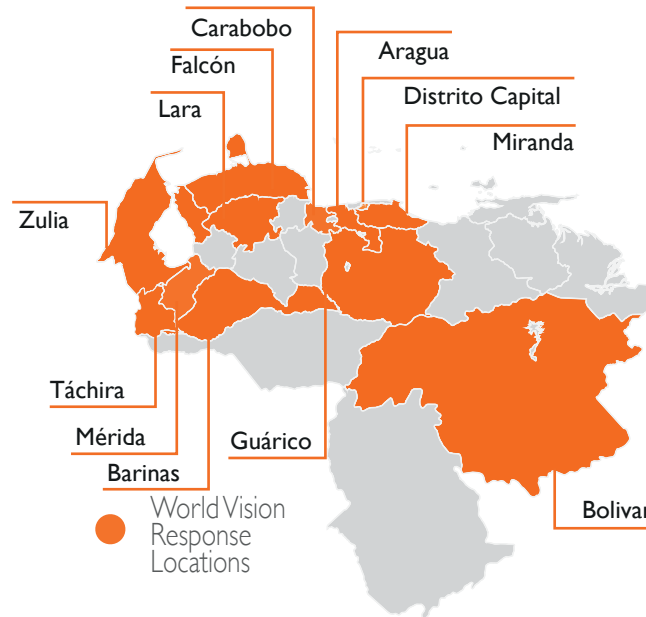 Carabobo
Aragua
Falcón
Distrito Capital
Lara
Miranda
Zulia
Táchira
Mérida
Guárico
Barinas
Bolivar
World Vision
Response
Locations